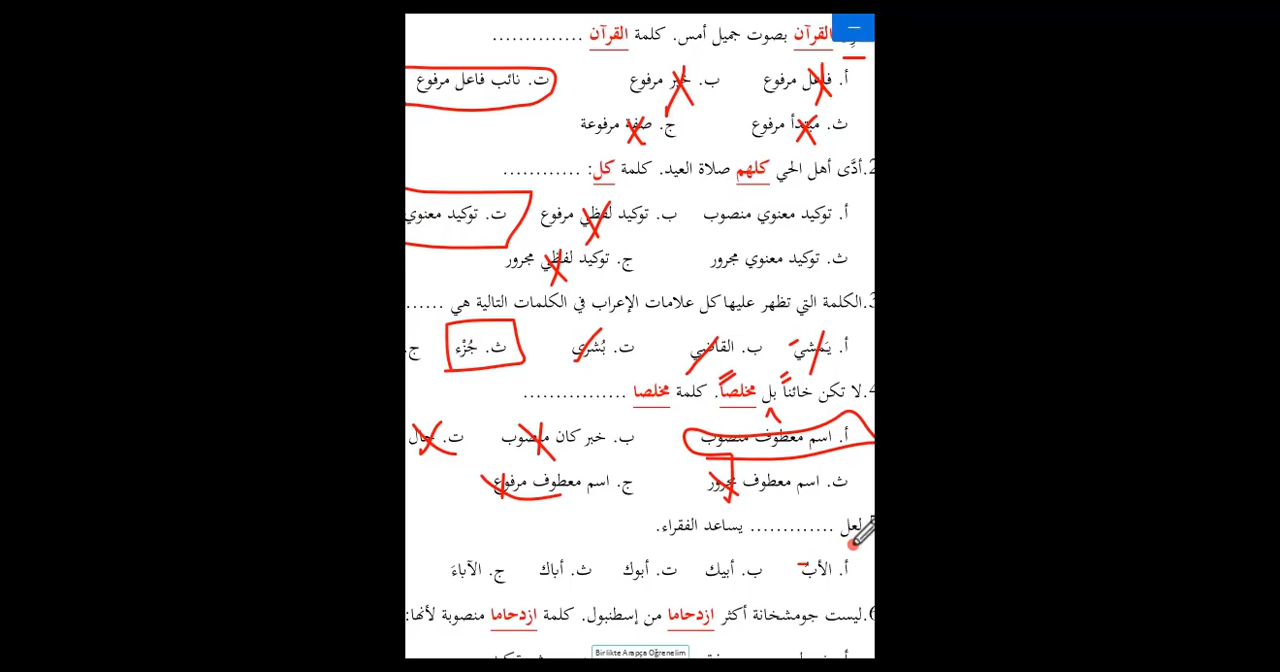 القرآن بصوت جميل أمس. كلمة القرآن ..............
أ. فاعل مرفوع ب. خبر مرفوع ت. نائب فاعل مرفوع
ث. مبتدأ مرفوع ج. صفة مرفوعة
2.أدَّى أهل الحي كلهم صلاة العيد. كلمة كل: ............
أ. توكيد معنوي منصوب ب. توكيد لفظي مرفوع ت. توكيد معنوي
ث. توكيد معنوي مجرور ج. توكيد لفظي مجرور
3.الكلمة التي تظهر عليها كل علامات الإعراب في الكلمات التالية هي ......
أ. يَمشي ب. القاضي ت. بُشرى ث. جُزْء ج.
4.لا تكن خائناً بل مخلصاً. كلمة مخلصا ................
أ. اسم معطوف منصوب ب. خبر كان منصوب ت. حال
ث. اسم معطوف مجرور ج. اسم معطوف مرفوع
لعل ............. يساعد الفقراء.
أ. الأب ب. أبيك ت. أبوك ث. أباك ج. الآباءَ
6.ليست جومشخانة أكثر ازدحاما من إسطنبول. كلمة ازدحاما منصوبة لأنها:
Birlikte Arapça Öğrenelim